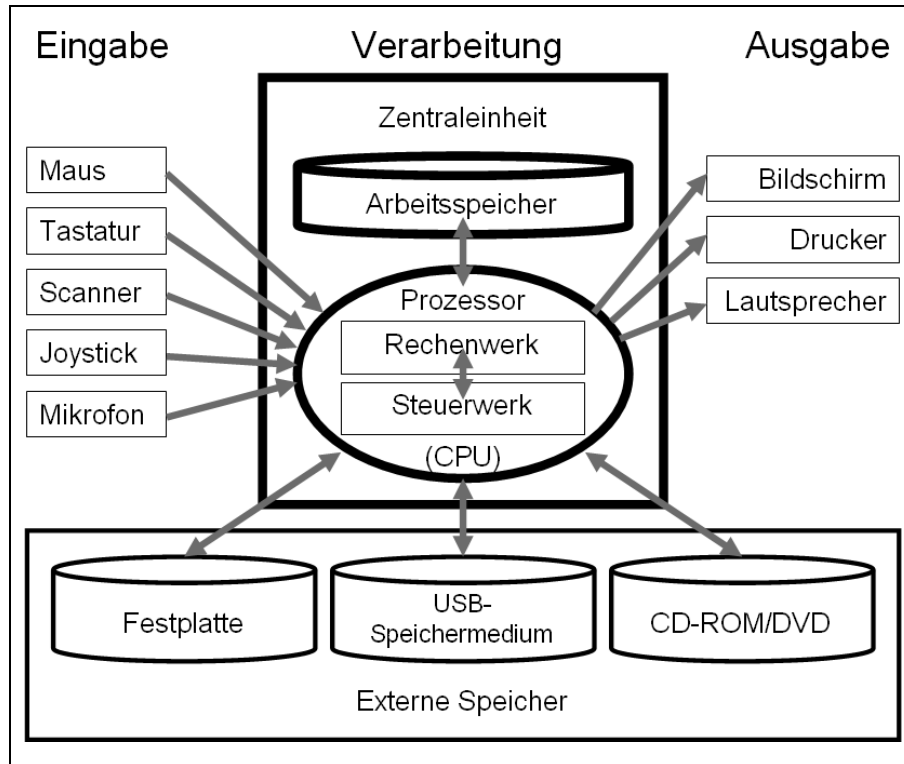 Eingabe
Verarbeitung
Ausgabe
Zentraleinheit
Maus
Tastatur
Scanner
Joystick
Mikrofon
Arbeitsspeicher
Prozessor
Rechenwerk
Steuerwerk
(CPU)
Bildschirm
Drucker
Lautsprecher
Festplatte
USB-
Speichermedium
CD-ROM/DVD
Externe Speicher